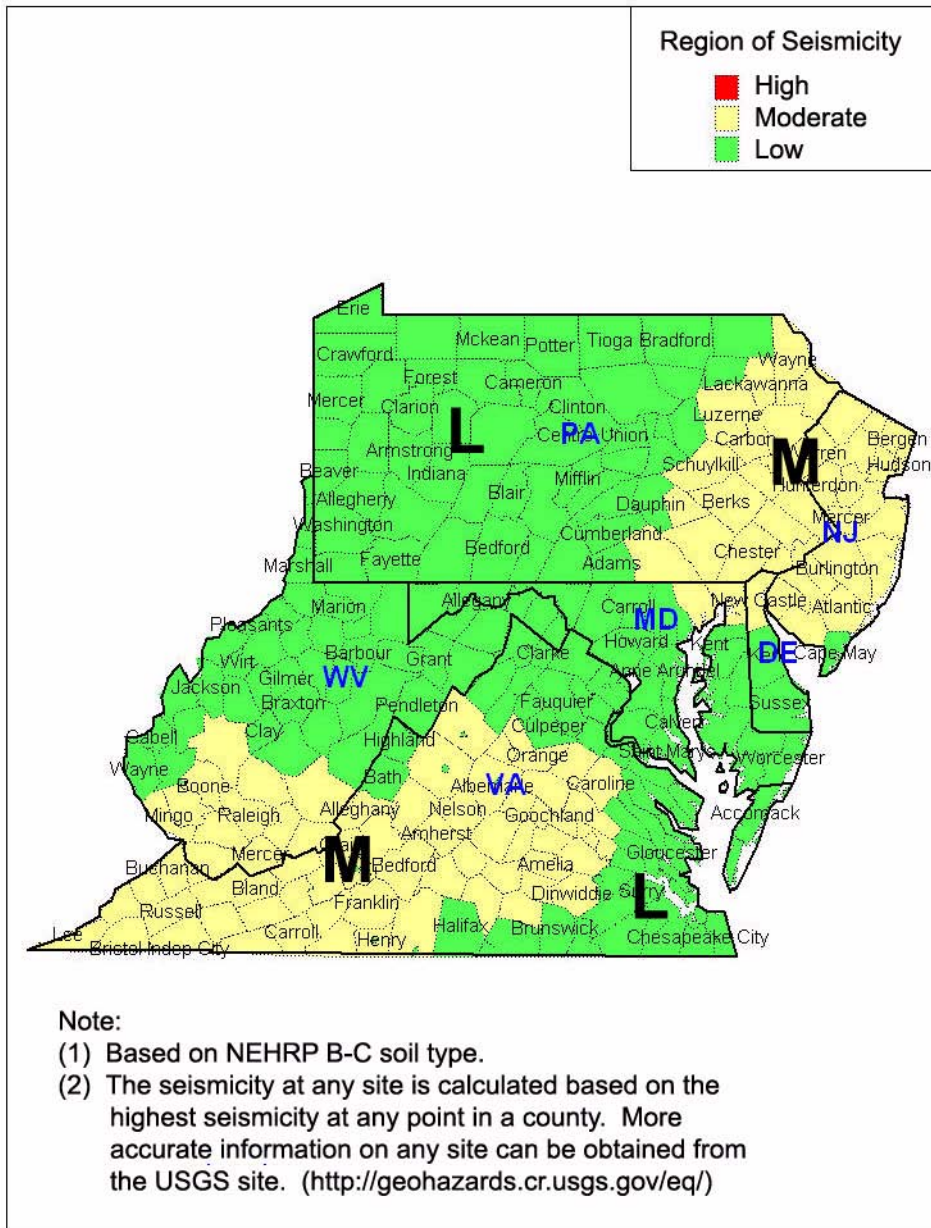 Region of Seismicity
High
Moderate
Low
Erie
Mckean
Potter
Tioga Bradford
Wayne
Crawford
Forest
Cameron
Lackawanna
Mercer
Clarion
Clinton
Luzerne
L
PA
Union
Carbon
M
Bergen
Armstrong
Hudson
Beaver
Indiana
Mifflin
Schuylkill
Hunterdon
Allegheny
Blair
Dauphin
Berks
Mercer
Washington
Cumberland
NJ
Fayette
Bedford
Adams
Chester
Marshall
Burlington
Marion
Allegany
Carroll
New Castle
Atlantic
Pleasants
MD
Howard
Kent
Wirt
Barbour
Grant
Clarke
DE
Cape May
Gilmer
WV
Anne Arundel
Jackson
Braxton
Pendleton
Fauquier
Sussex
Culpeper
Calvert
Clay
Highland
Cabell
Orange
Saint Marys
Worcester
Wayne
Bath
Boone
Albemarle
VA
Caroline
Mingo
Raleigh
Alleghany
Nelson
Goochland
Accomack
Amherst
Mercer
M
Bedford
Amelia
Gloucester
Buchanan
Bland
Dinwiddie
Surry
L
Russell
Franklin
Lee
Carroll
Henry
Halifax
Brunswick
Chesapeake City
Bristol Indep City
Note:
(1) Based on NEHRP B-C soil type.
(2) The seismicity at any site is calculated based on the
highest seismicity at any point in a county. More
accurate information on any site can be obtained from
the USGS site. (http://geohazards.cr.usgs.gov/eq/)